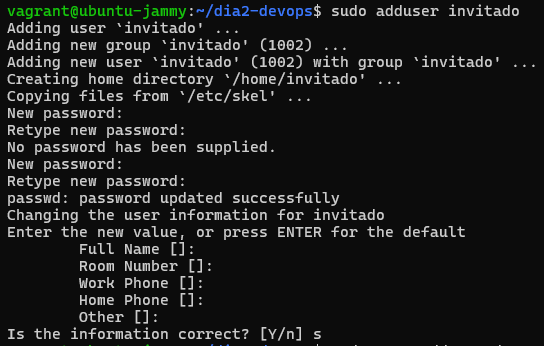 vagrant@ubuntu-jammy:~/dia2-devops$ sudo adduser invitado
Adding user `invitado' ...
Adding new group `invitado' (1002) ...
Adding new user `invitado' (1002) with group `invitado' ...
Creating home directory `/home/invitado' ...
Copying files from `/etc/skel' ...
New password:
Retype new password:
No password has been supplied.
New password:
Retype new password:
passwd: password updated successfully
Changing the user information for invitado
Enter the new value, or press ENTER for the default
        Full Name []:
        Room Number []:
        Work Phone []:
        Home Phone []:
        Other []:
Is the information correct? [Y/n] s